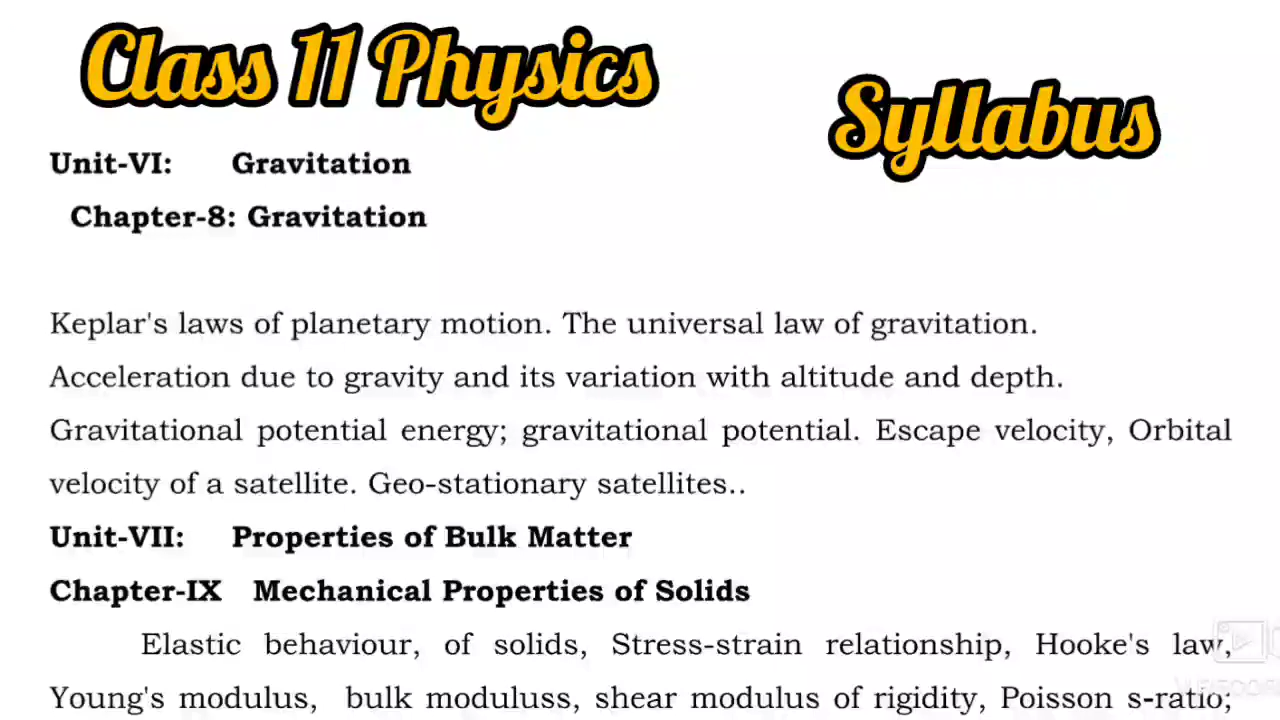 Class 11 Physics
Syllabus
Unit-VI: Gravitation
Chapter-8: Gravitation
Keplar's laws of planetary motion. The universal law of gravitation.
Acceleration due to gravity and its variation with altitude and depth.
Gravitational potential energy; gravitational potential. Escape velocity, Orbital
velocity of a satellite. Geo-stationary satellites..
Unit-VII: Properties of Bulk Matter
Chapter-IX Mechanical Properties of Solids
Elastic behaviour, of solids, Stress-strain relationship, Hooke's law,
Young's modulus, bulk moduluss, shear modulus of rigidity, Poisson s-ratio;